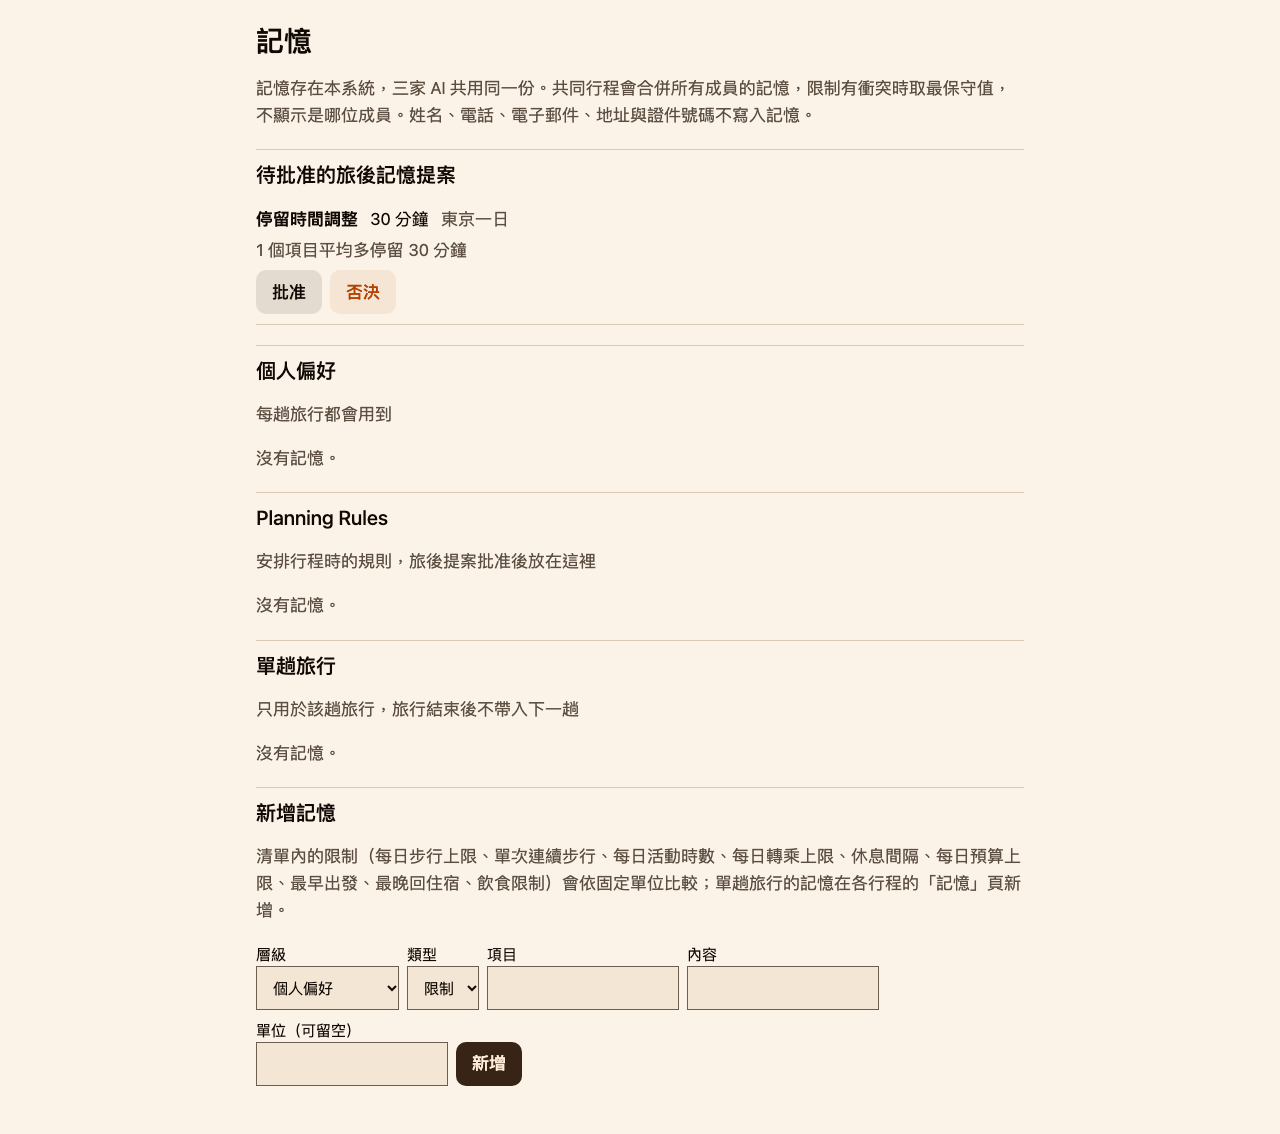 記憶
記憶存在本系統，三家 AI 共用同一份。共同行程會合併所有成員的記憶，限制有衝突時取最保守值，
不顯示是哪位成員。姓名、電話、電子郵件、地址與證件號碼不寫入記憶。
待批准的旅後記憶提案
停留時間調整 30 分鐘 東京一日
1 個項目平均多停留 30 分鐘
批准 否決
個人偏好
每趟旅行都會用到
沒有記憶。
Planning Rules
安排行程時的規則，旅後提案批准後放在這裡
沒有記憶。
單趟旅行
只用於該趟旅行，旅行結束後不帶入下一趟
沒有記憶。
新增記憶
清單內的限制（每日步行上限、單次連續步行、每日活動時數、每日轉乘上限、休息間隔、每日預算上
限、最早出發、最晚回住宿、飲食限制）會依固定單位比較；單趟旅行的記憶在各行程的「記憶」頁新
增。
層級 類型 項目 內容
個人偏好 限制
單位（可留空）
新增